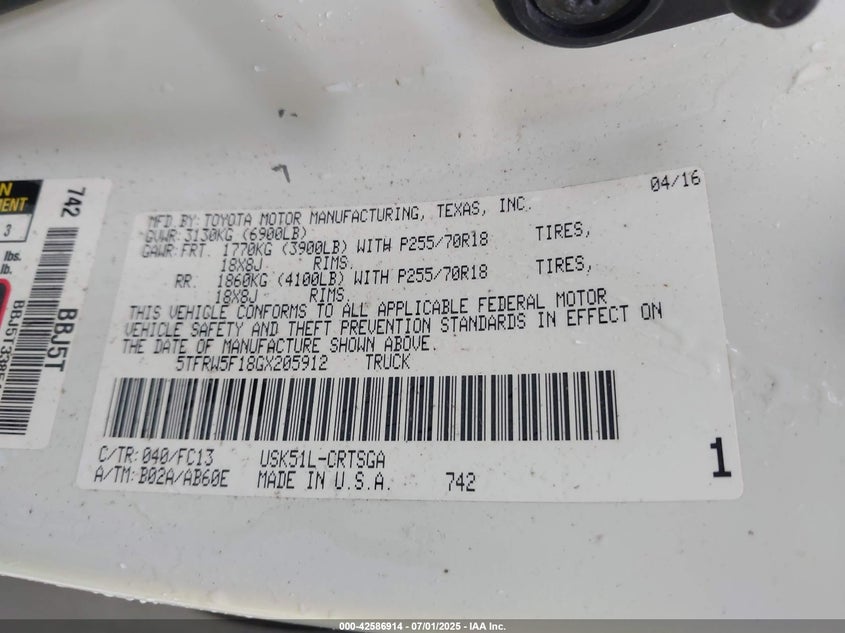 04/16
MFD BY: TOYOTA MOTOR MANUFACTURING, TEXAS, INC.
GVWR: 3130KG (6900LB)
GAWR: FRT. 1770KG (3900LB) WITH P255/70R18 TIRES,
18X8J RIMS,
RR. 1860KG (4100LB) WITH P255/70R18 TIRES,
18X8J RIMS,
THIS VEHICLE CONFORMS TO ALL APPLICABLE FEDERAL MOTOR
VEHICLE SAFETY AND THEFT PREVENTION STANDARDS IN EFFECT ON
THE DATE OF MANUFACTURE SHOWN ABOVE.
5TFRW5F18GX205912 TRUCK
C/TR: 040/FC13 USK51L-CRTSGA
A/TM: B02A/AB60E MADE IN U.S.A. 742
1
742
BBJ5T
3
lbs.
lb.
000-42586914 - 07/01/2025 - IAA Inc.